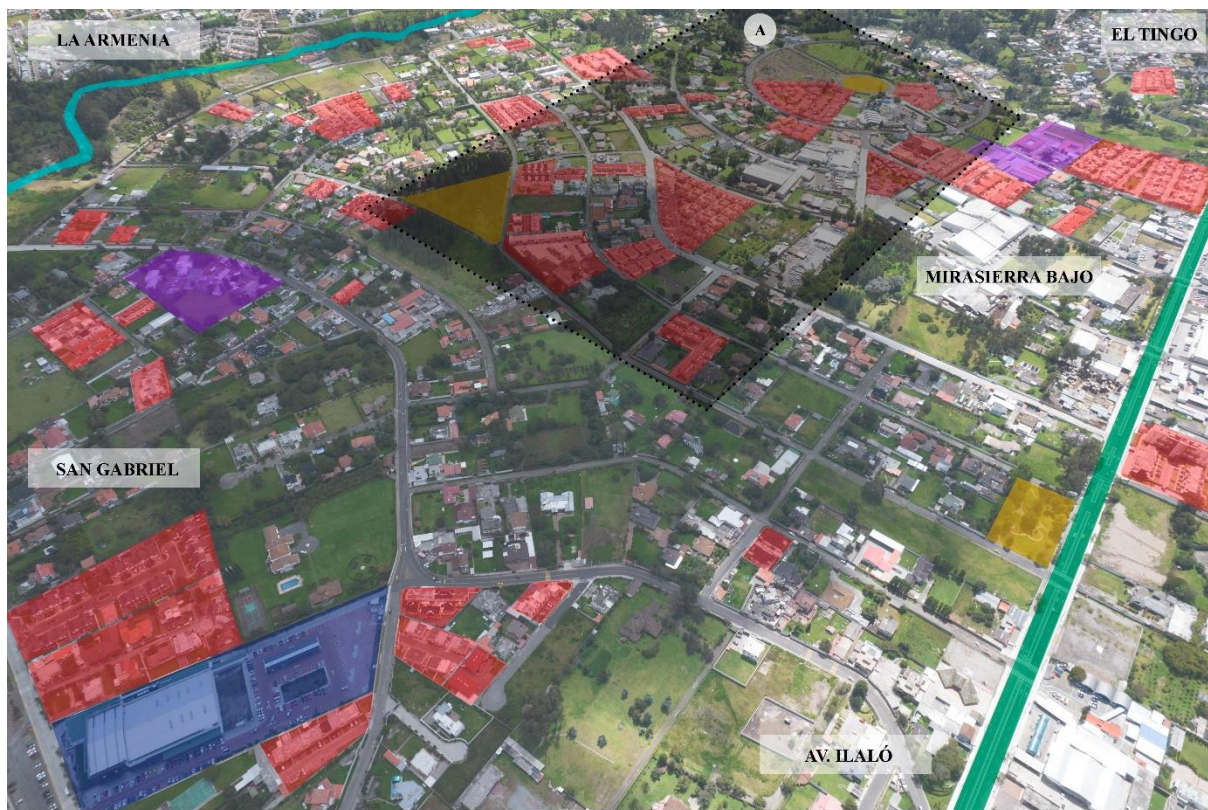 LA ARMENIA
A
EL TINGO
MIRASIERRA BAJO
SAN GABRIEL
AV. ILALÓ